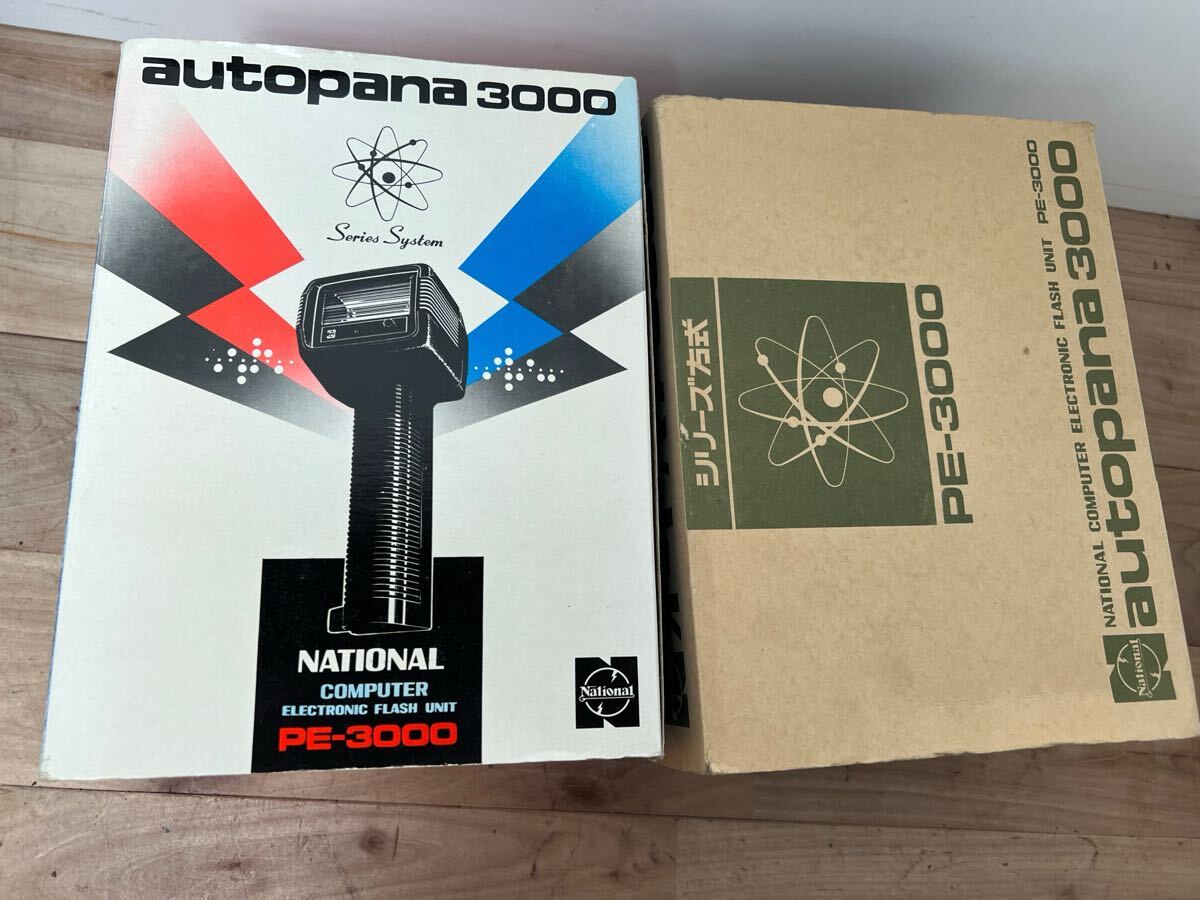 autopana 3000
Series System
NATIONAL
COMPUTER
ELECTRONIC FLASH UNIT
PE-3000
National
シリーズ方式
PE-3000
NATIONAL COMPUTER ELECTRONIC FLASH UNIT PE-3000
autopana 3000
National